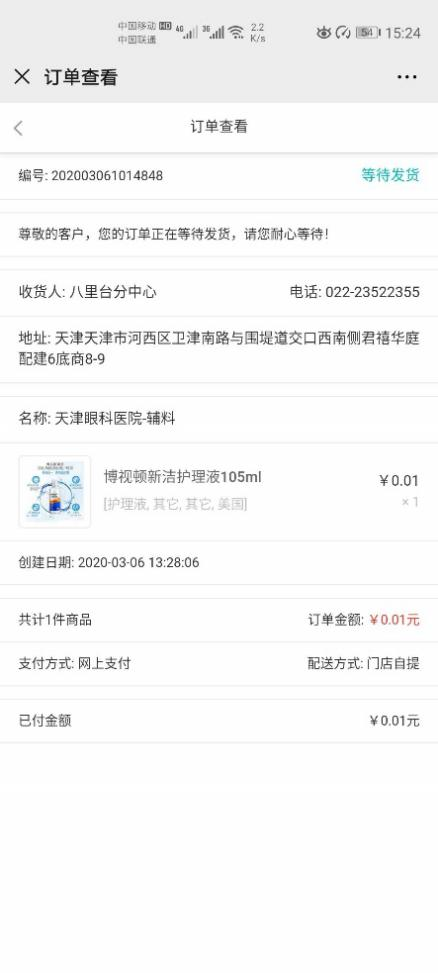 中国移动 HD 4G 3G 2.2 K/s 54 15:24
中国联通
订单查看
订单查看
编号: 202003061014848 等待发货
尊敬的客户，您的订单正在等待发货，请您耐心等待！
收货人: 八里台分中心 电话: 022-23522355
地址: 天津天津市河西区卫津南路与围堤道交口西南侧君禧华庭
配建6底商8-9
名称: 天津眼科医院-辅料
博视顿新洁护理液105ml ￥0.01
[护理液, 其它, 其它, 美国] ×1
创建日期: 2020-03-06 13:28:06
共计1件商品 订单金额: ￥0.01元
支付方式: 网上支付 配送方式: 门店自提
已付金额 ￥0.01元